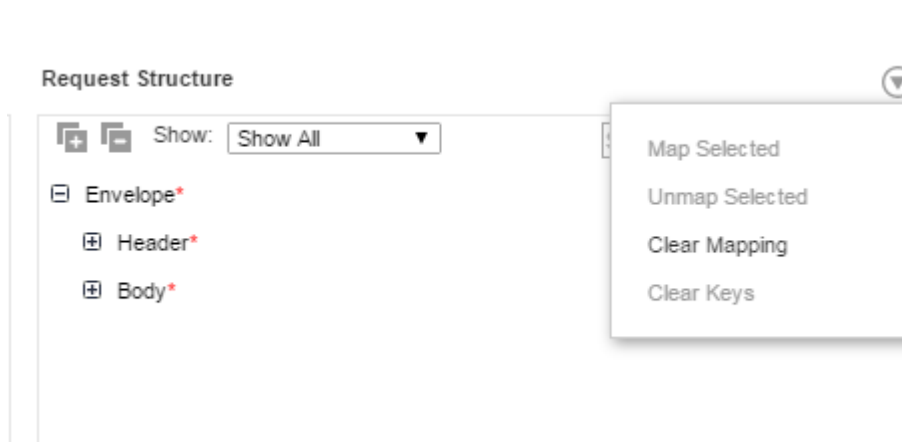 Request Structure
Show: Show All
Envelope*
Header*
Body*
Map Selected
Unmap Selected
Clear Mapping
Clear Keys